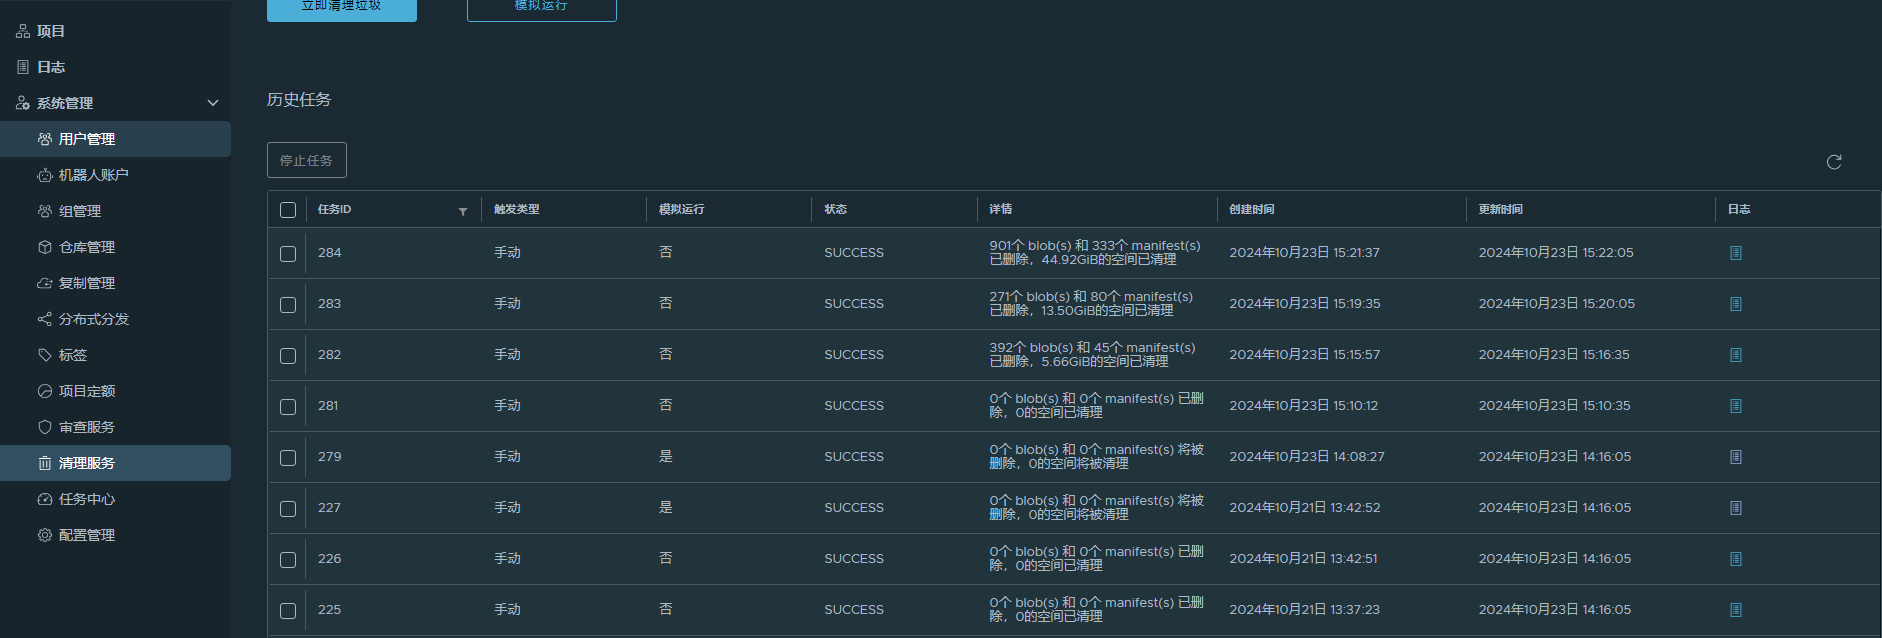 立即清理垃圾
模拟运行
项目
日志
系统管理
用户管理
机器人账户
组管理
仓库管理
复制管理
分布式分发
标签
项目定额
审查服务
清理服务
任务中心
配置管理
历史任务
停止任务
任务ID 触发类型 模拟运行 状态 详情 创建时间 更新时间 日志
284 手动 否 SUCCESS 901个 blob(s) 和 333个 manifest(s) 2024年10月23日 15:21:37 2024年10月23日 15:22:05
已删除，44.92GiB的空间已清理
283 手动 否 SUCCESS 271个 blob(s) 和 80个 manifest(s) 2024年10月23日 15:19:35 2024年10月23日 15:20:05
已删除，13.50GiB的空间已清理
282 手动 否 SUCCESS 392个 blob(s) 和 45个 manifest(s) 2024年10月23日 15:15:57 2024年10月23日 15:16:35
已删除，5.66GiB的空间已清理
281 手动 否 SUCCESS 0个 blob(s) 和 0个 manifest(s) 已删 2024年10月23日 15:10:12 2024年10月23日 15:10:35
除，0的空间已清理
279 手动 是 SUCCESS 0个 blob(s) 和 0个 manifest(s) 将被 2024年10月23日 14:08:27 2024年10月23日 14:16:05
删除，0的空间将被清理
227 手动 是 SUCCESS 0个 blob(s) 和 0个 manifest(s) 将被 2024年10月21日 13:42:52 2024年10月23日 14:16:05
删除，0的空间将被清理
226 手动 否 SUCCESS 0个 blob(s) 和 0个 manifest(s) 已删 2024年10月21日 13:42:51 2024年10月23日 14:16:05
除，0的空间已清理
225 手动 否 SUCCESS 0个 blob(s) 和 0个 manifest(s) 已删 2024年10月21日 13:37:23 2024年10月23日 14:16:05
除，0的空间已清理